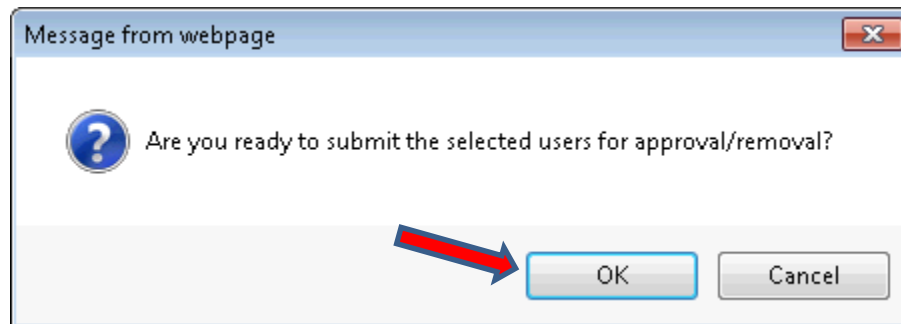 Message from webpage
Are you ready to submit the selected users for approval/removal?
OK
Cancel